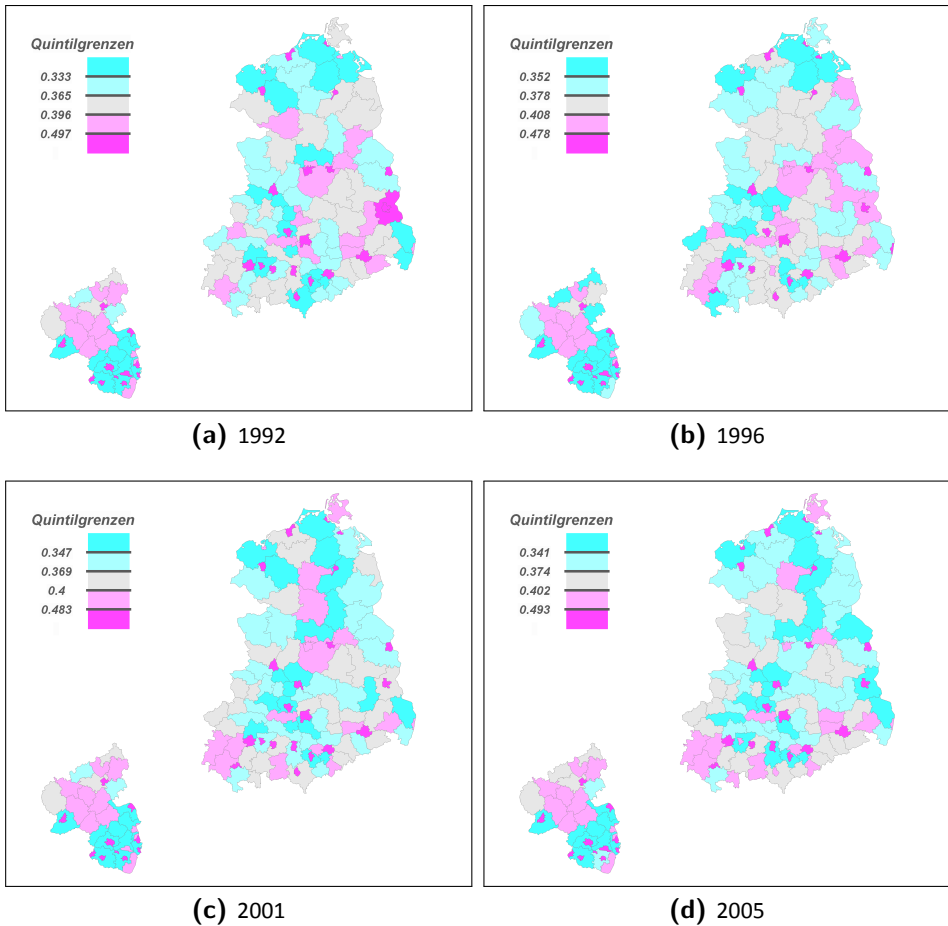 Quintilgrenzen
0.333
0.365
0.396
0.497
(a) 1992
Quintilgrenzen
0.352
0.378
0.408
0.478
(b) 1996
Quintilgrenzen
0.347
0.369
0.4
0.483
(c) 2001
Quintilgrenzen
0.341
0.374
0.402
0.493
(d) 2005